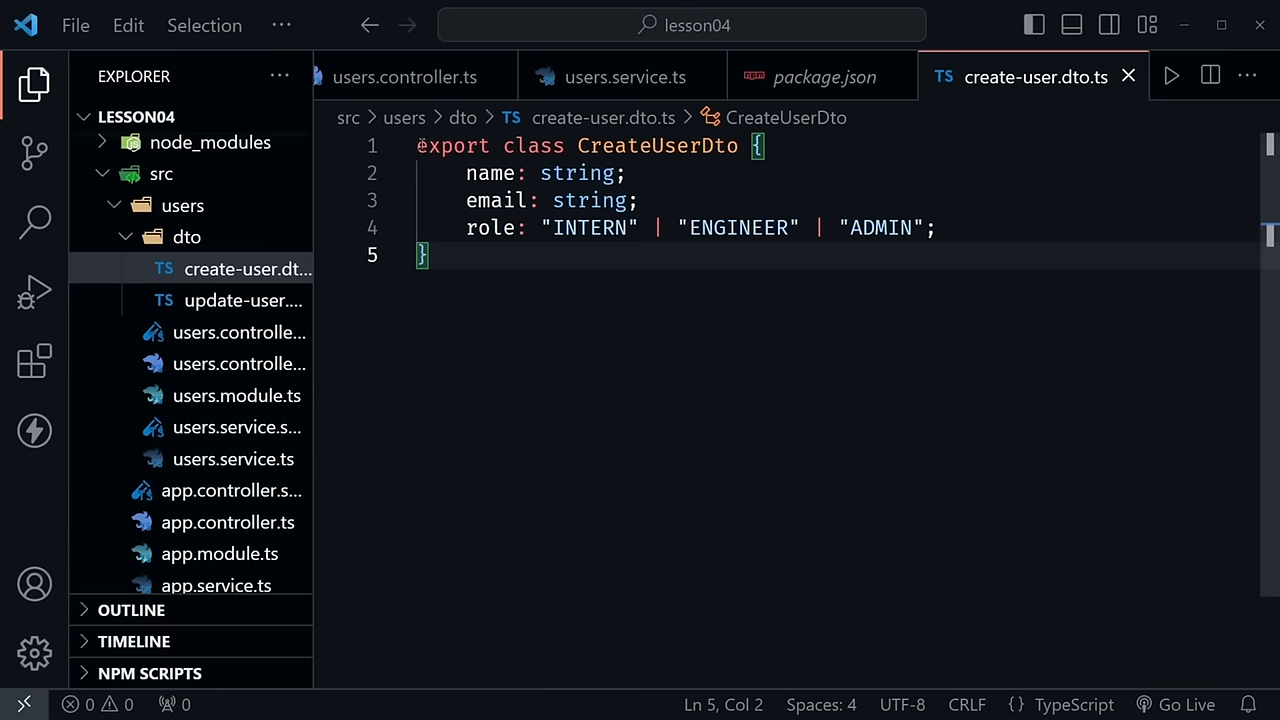 File Edit Selection ··· lesson04
EXPLORER ···
users.controller.ts users.service.ts package.json TS create-user.dto.ts
LESSON04
src > users > dto > TS create-user.dto.ts > CreateUserDto
node_modules
src
users
dto
TS create-user.dt...
TS update-user....
users.controlle...
users.controlle...
users.module.ts
users.service.s...
users.service.ts
app.controller.s...
app.controller.ts
app.module.ts
app.service.ts
OUTLINE
TIMELINE
NPM SCRIPTS
1 export class CreateUserDto {
2 name: string;
3 email: string;
4 role: "INTERN" | "ENGINEER" | "ADMIN";
5 }
0 0 0 Ln 5, Col 2 Spaces: 4 UTF-8 CRLF {} TypeScript Go Live